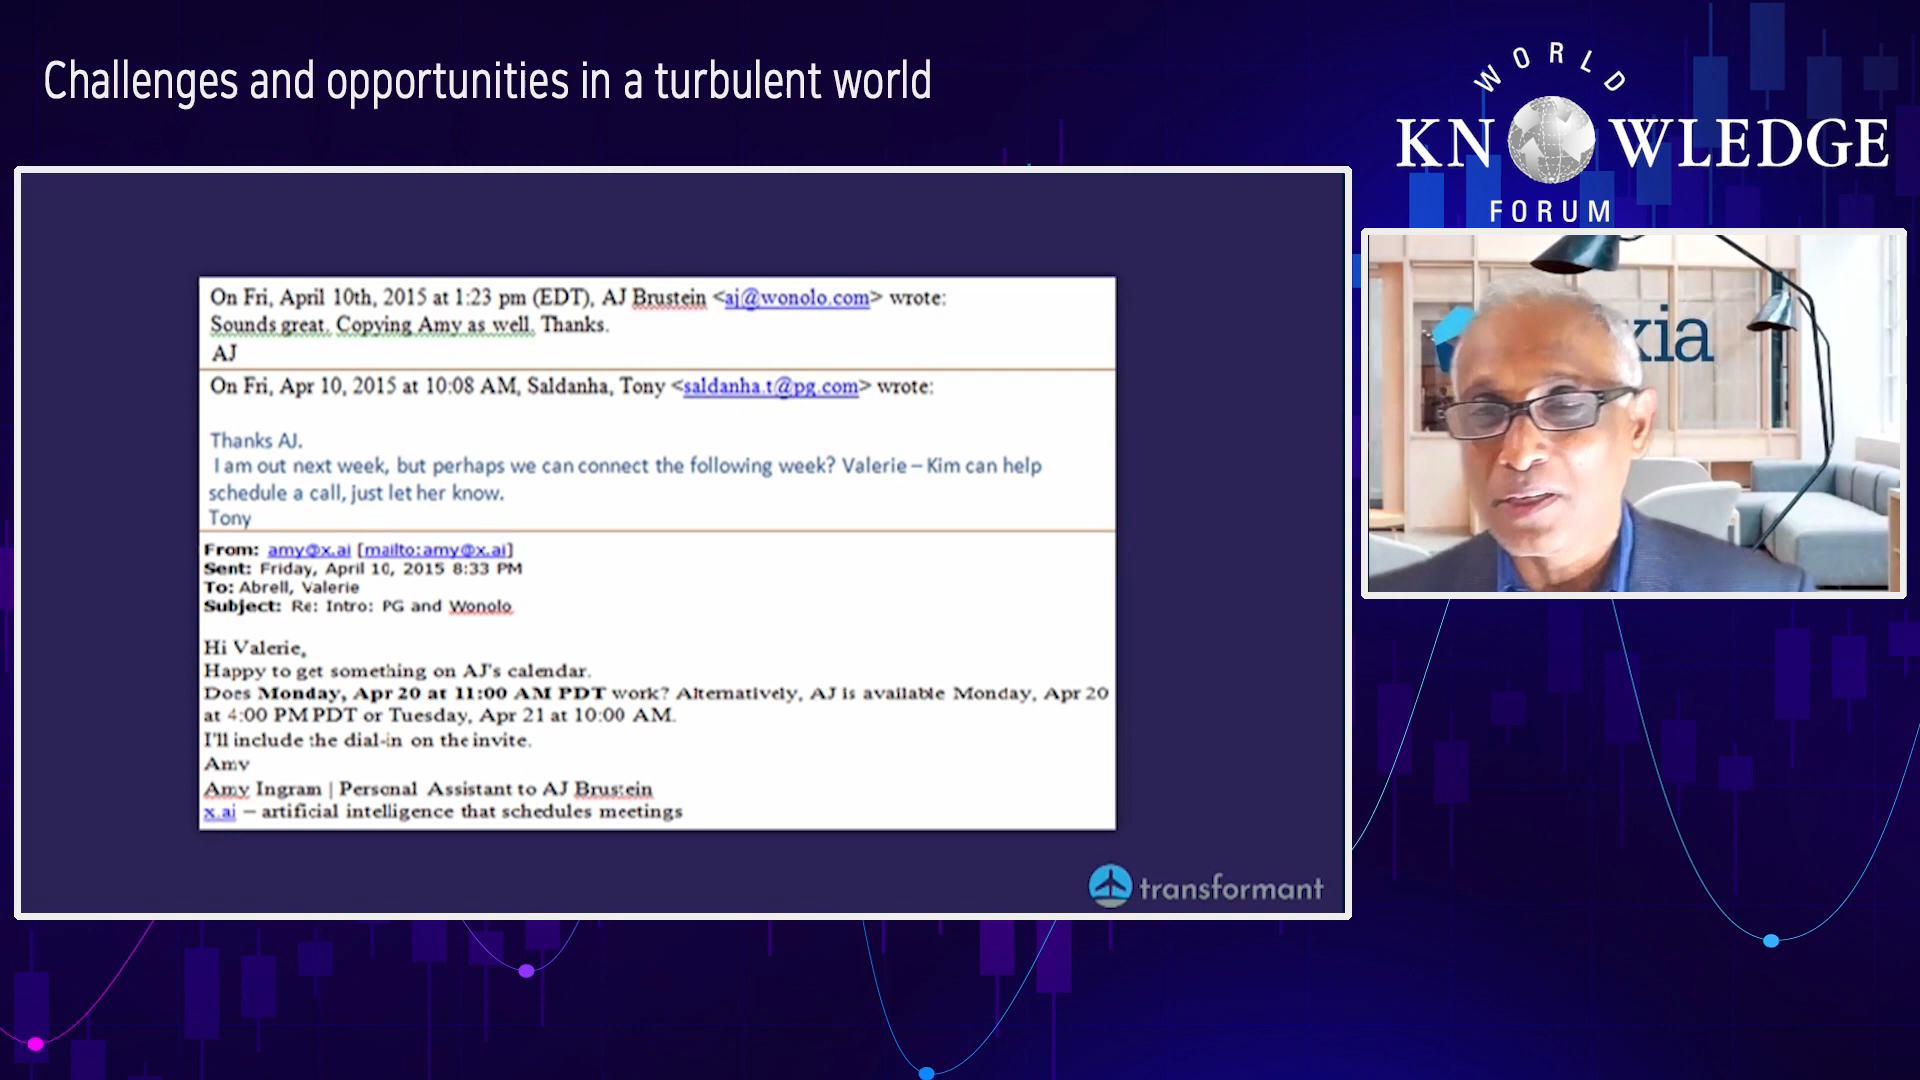 Challenges and opportunities in a turbulent world
WORLD
KNOWLEDGE
FORUM
On Fri, April 10th, 2015 at 1:23 pm (EDT), AJ Brustein <aj@wonolo.com> wrote:
Sounds great. Copying Amy as well. Thanks.
AJ
On Fri, Apr 10, 2015 at 10:08 AM, Saldanha, Tony <saldanha.t@pg.com> wrote:
Thanks AJ.
I am out next week, but perhaps we can connect the following week? Valerie – Kim can help
schedule a call, just let her know.
Tony
From: amy@x.ai [mailto:amy@x.ai]
Sent: Friday, April 10, 2015 8:33 PM
To: Abrell, Valerie
Subject: Re: Intro: PG and Wonolo
Hi Valerie,
Happy to get something on AJ's calendar.
Does Monday, Apr 20 at 11:00 AM PDT work? Alternatively, AJ is available Monday, Apr 20
at 4:00 PM PDT or Tuesday, Apr 21 at 10:00 AM.
I'll include the dial-in on the invite.
Amy
Amy Ingram | Personal Assistant to AJ Brustein
x.ai – artificial intelligence that schedules meetings
transformant